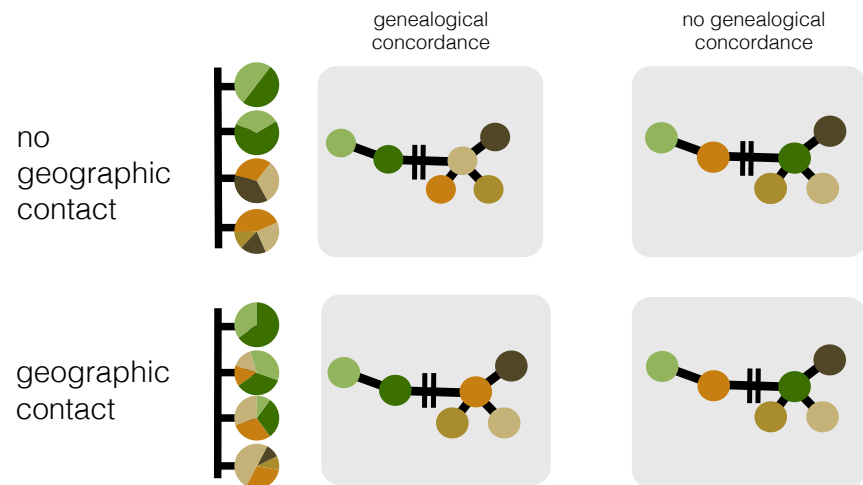 genealogical
concordance
no genealogical
concordance
no
geographic
contact
geographic
contact